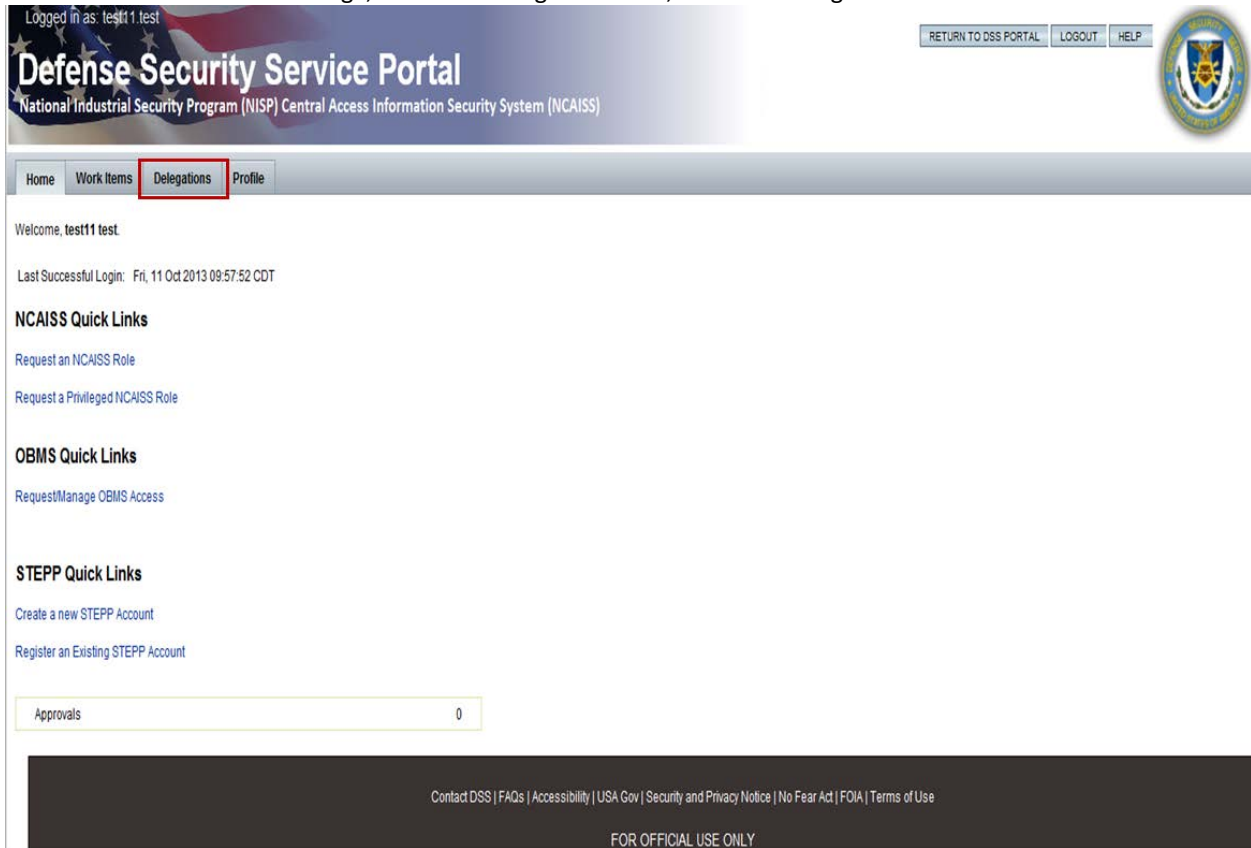 Logged in as: test11.test
RETURN TO DSS PORTAL LOGOUT HELP
Defense Security Service Portal
National Industrial Security Program (NISP) Central Access Information Security System (NCAISS)
Home Work Items Delegations Profile
Welcome, test11 test.
Last Successful Login: Fri, 11 Oct 2013 09:57:52 CDT
NCAISS Quick Links
Request an NCAISS Role
Request a Privileged NCAISS Role
OBMS Quick Links
Request/Manage OBMS Access
STEPP Quick Links
Create a new STEPP Account
Register an Existing STEPP Account
Approvals 0
Contact DSS | FAQs | Accessibility | USA Gov | Security and Privacy Notice | No Fear Act | FOIA | Terms of Use
FOR OFFICIAL USE ONLY